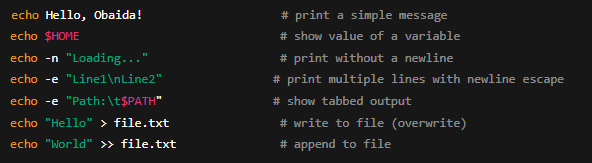 echo Hello, Obaida!                     # print a simple message
echo $HOME                              # show value of a variable
echo -n "Loading..."                    # print without a newline
echo -e "Line1\nLine2"                 # print multiple lines with newline escape
echo -e "Path:\t$PATH"                 # show tabbed output
echo "Hello" > file.txt                 # write to file (overwrite)
echo "World" >> file.txt                # append to file